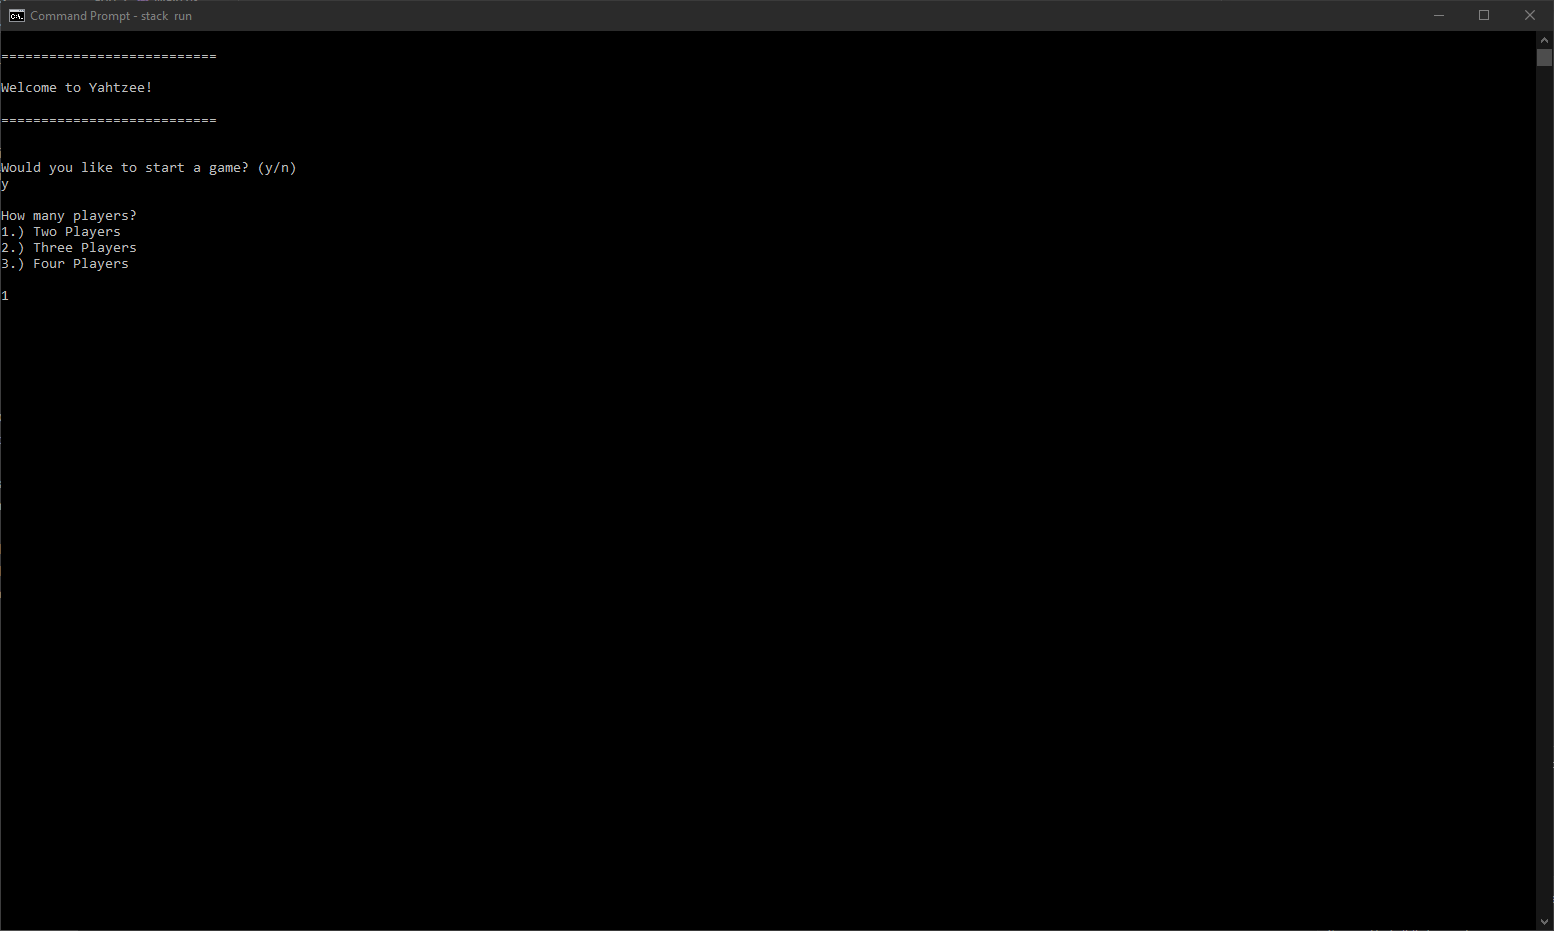 Command Prompt - stack  run
===========================
Welcome to Yahtzee!
===========================
Would you like to start a game? (y/n)
y
How many players?
1.) Two Players
2.) Three Players
3.) Four Players
1